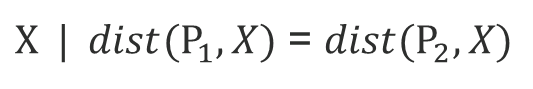 X | dist(P₁, X) = dist(P₂, X)